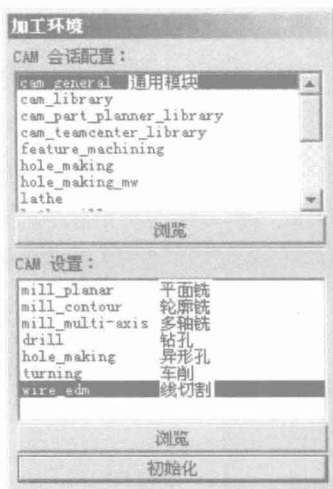 加工环境
CAM 会话配置：
cam_general 通用模块
cam_library
cam_part_planner_library
cam_teamcenter_library
feature_machining
hole_making
hole_making_mw
lathe
浏览
CAM 设置：
mill_planar 平面铣
mill_contour 轮廓铣
mill_multi-axis 多轴铣
drill 钻孔
hole_making 异形孔
turning 车削
wire_edm 线切割
浏览
初始化